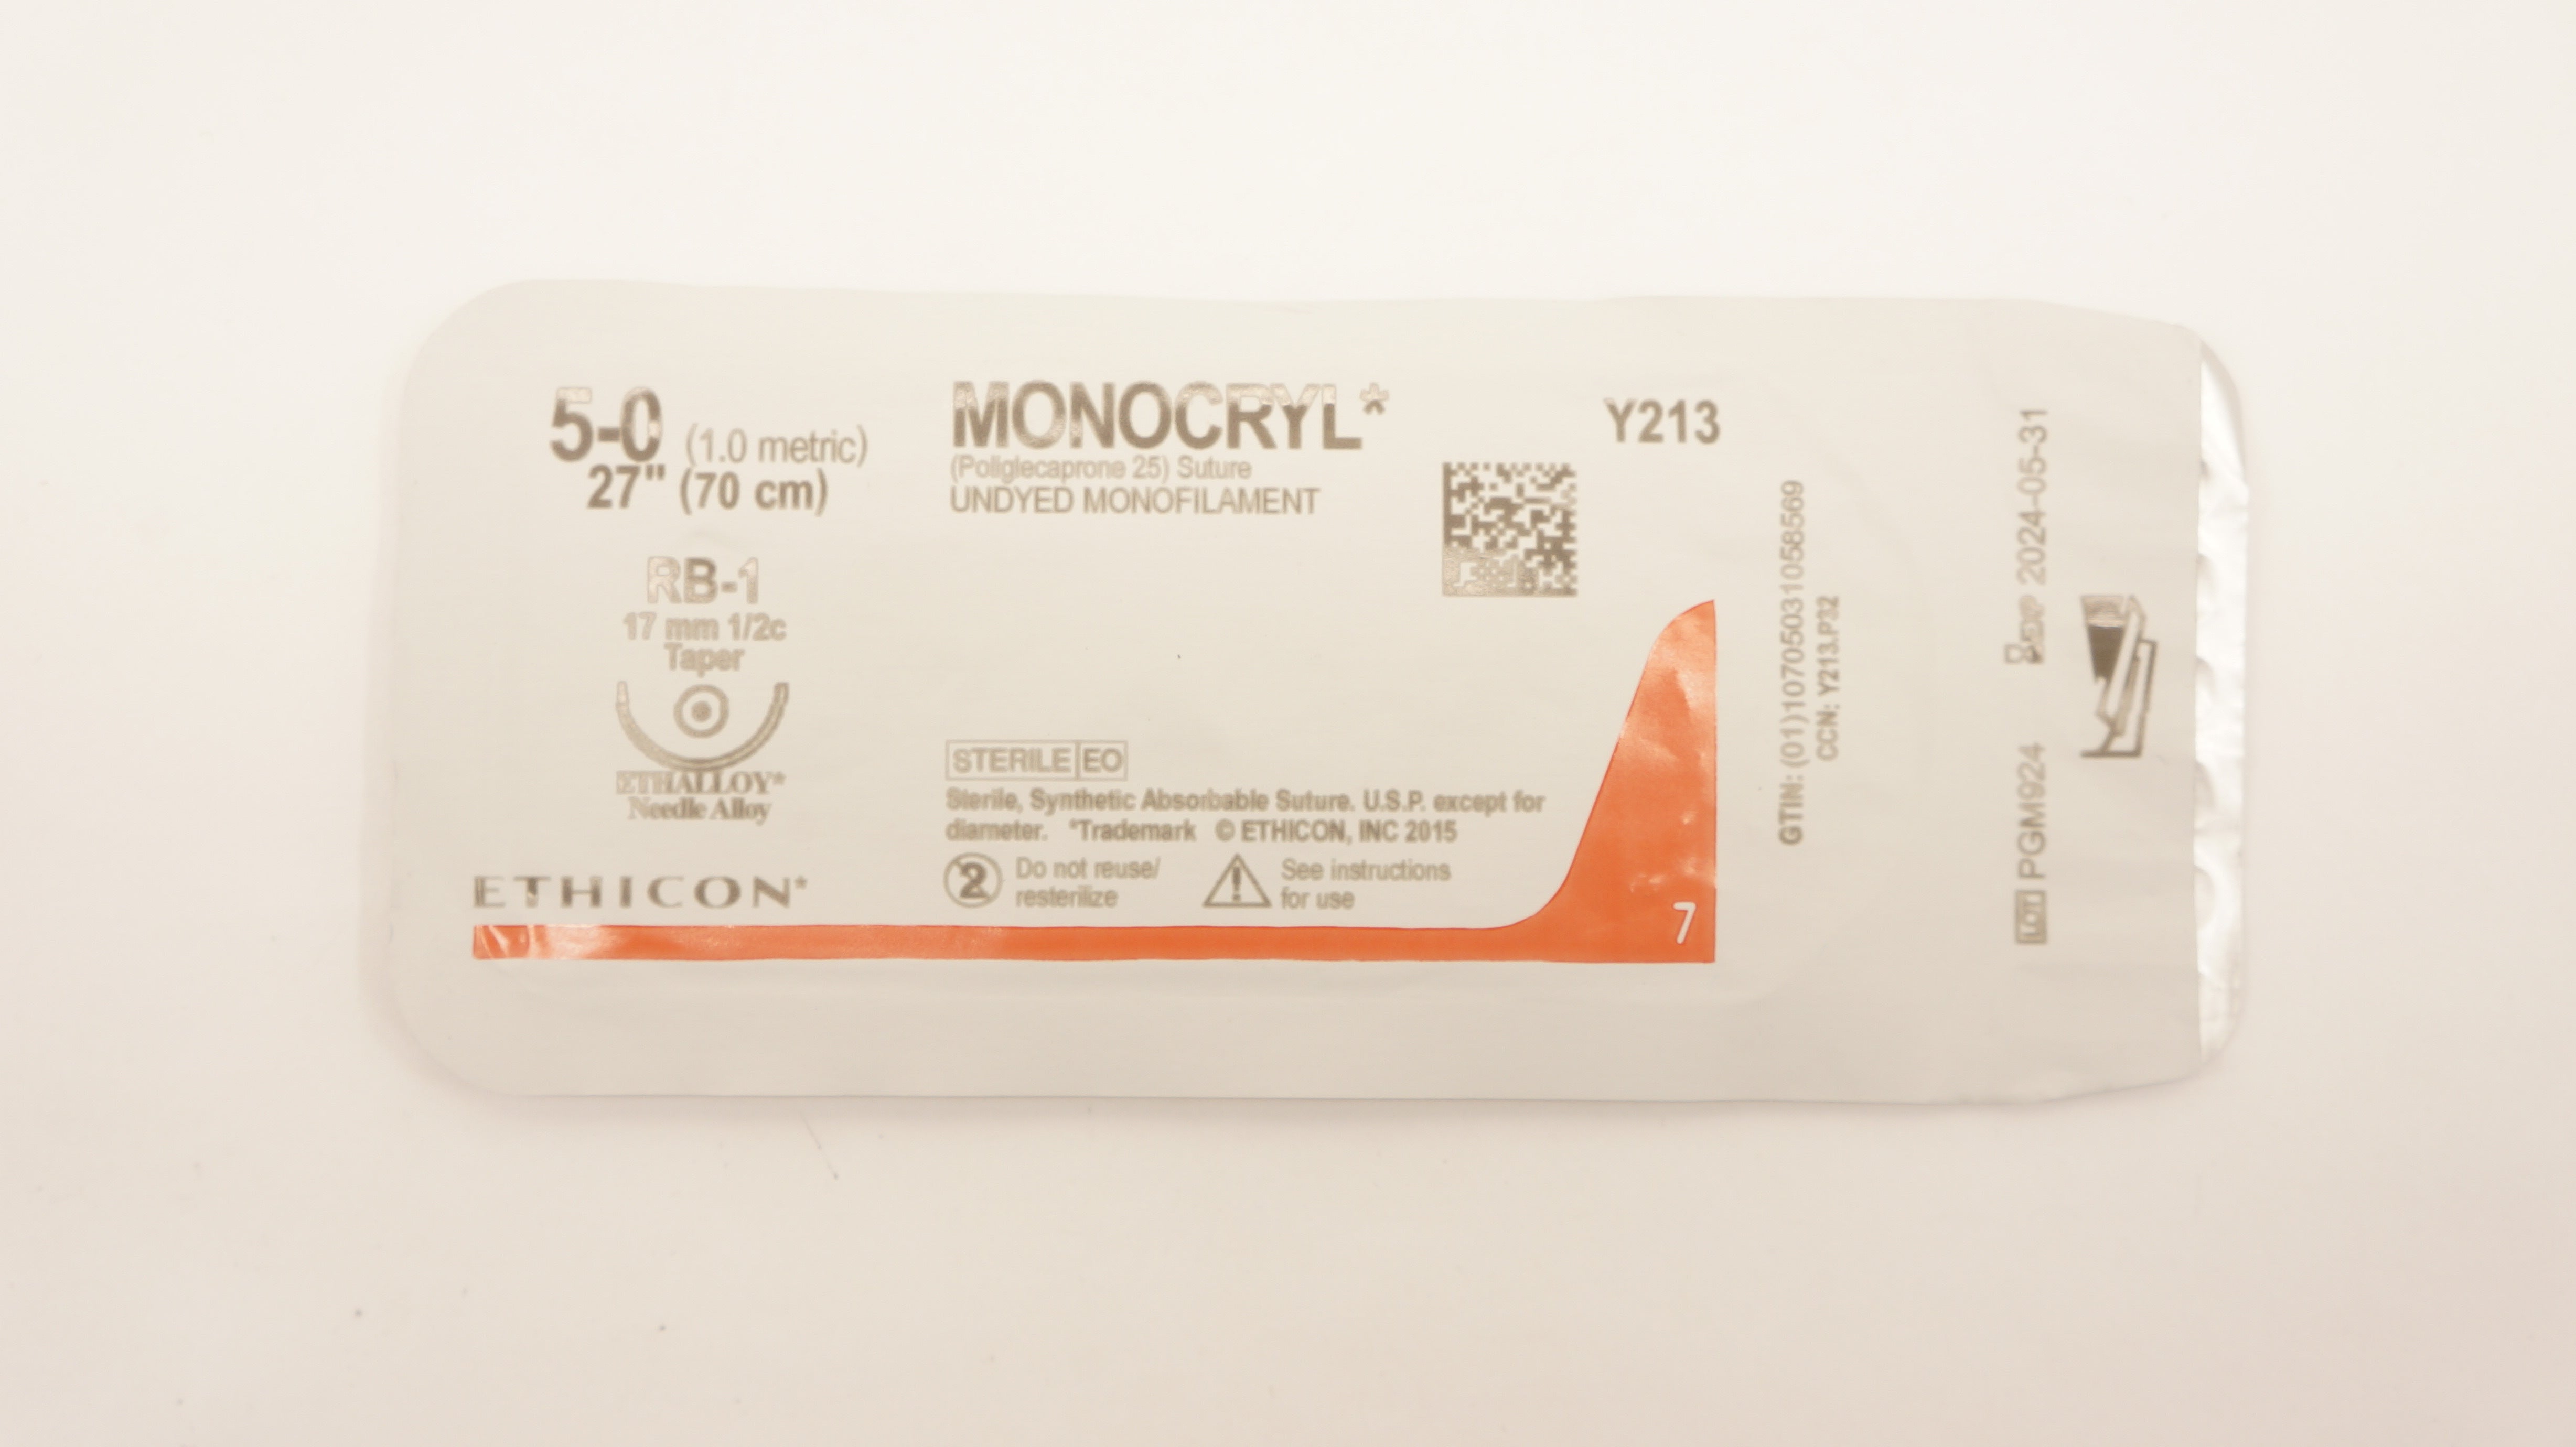 5-0 (1.0 metric)
27" (70 cm)
MONOCRYL*
(Poliglecaprone 25) Suture
UNDYED MONOFILAMENT
Y213
RB-1
17 mm 1/2c
Taper
ETHALLOY*
Needle Alloy
ETHICON*
STERILE EO
Sterile, Synthetic Absorbable Suture. U.S.P. except for
diameter. *Trademark © ETHICON, INC 2015
2 Do not reuse/
resterilize
! See instructions
for use
7
GTIN: (01)10705031058569
CCN: Y213.P32
LOT PGM924 EXP 2024-05-31